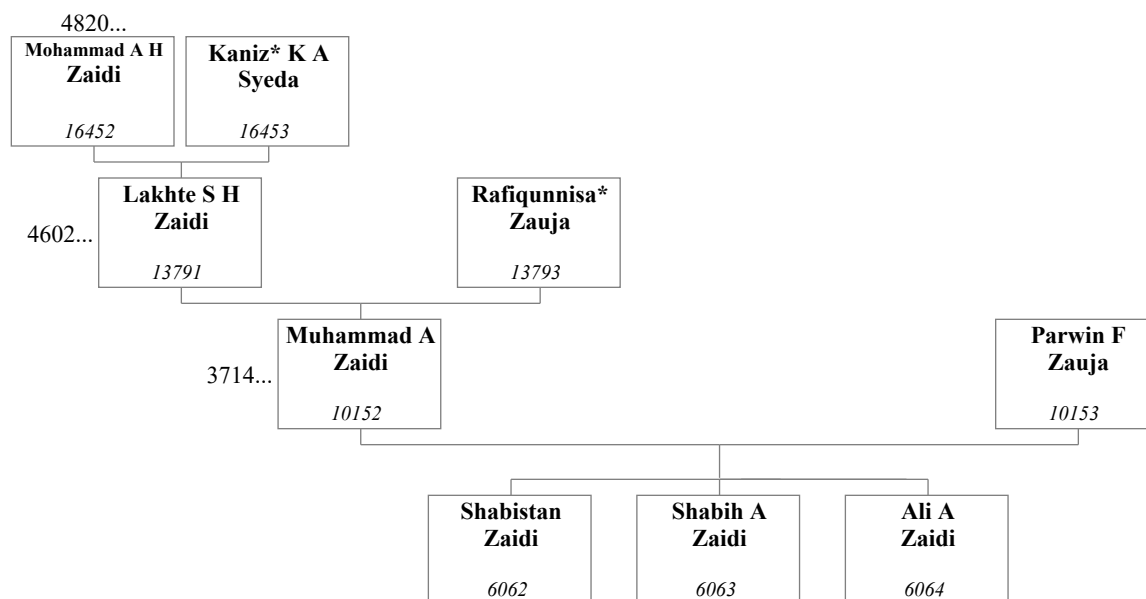 4820...
Mohammad A H
Zaidi
16452
Kaniz* K A
Syeda
16453
4602...
Lakhte S H
Zaidi
13791
Rafiqunnisa*
Zauja
13793
3714...
Muhammad A
Zaidi
10152
Parwin F
Zauja
10153
Shabistan
Zaidi
6062
Shabih A
Zaidi
6063
Ali A
Zaidi
6064